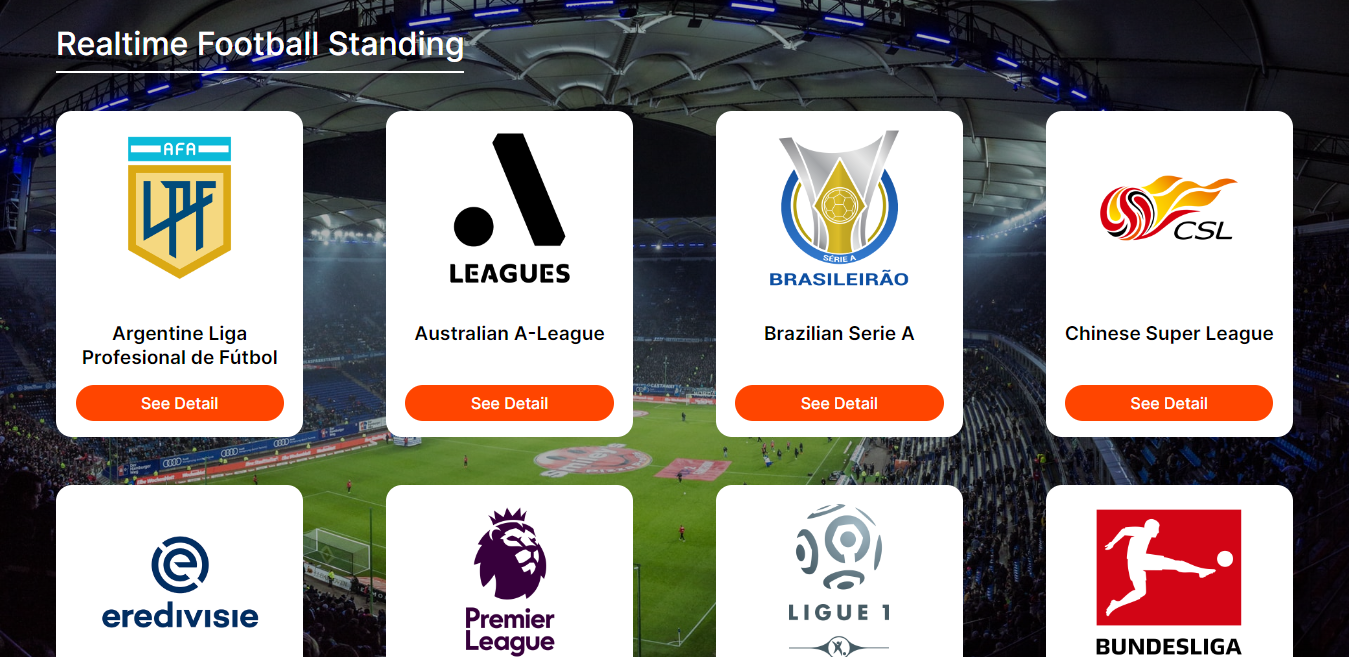 Realtime Football Standing
AFA
LPF
LEAGUES
SÉRIE A
BRASILEIRÃO
CSL
Argentine Liga
Profesional de Fútbol
Australian A-League
Brazilian Serie A
Chinese Super League
See Detail
See Detail
See Detail
See Detail
eredivisie
Premier
League
LIGUE 1
BUNDESLIGA